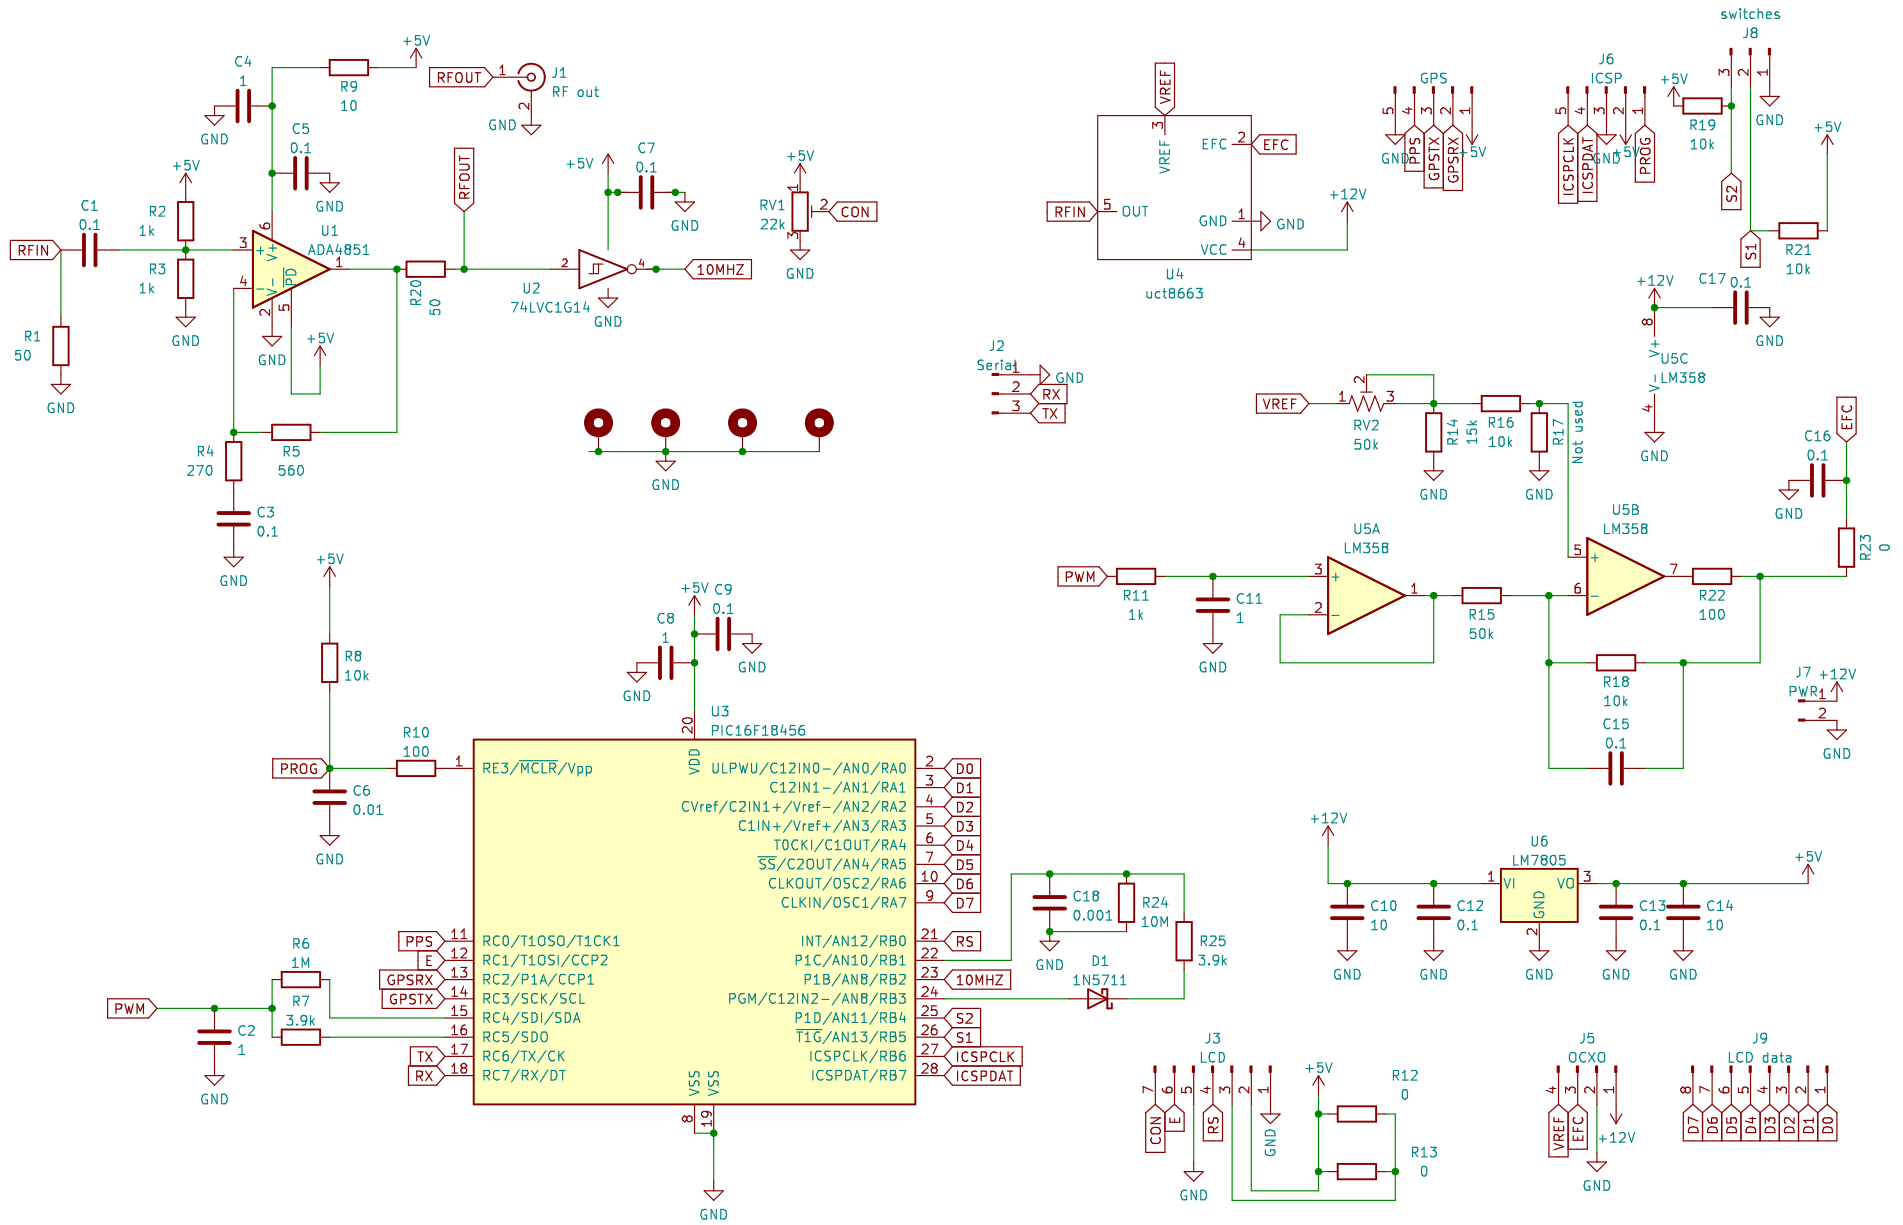 C4
1
GND
+5V
R9
10
RFOUT
1
J1
RF out
2
GND
C5
0.1
GND
+5V
R2
1k
C1
0.1
RFIN
R3
1k
GND
R1
50
GND
U1
ADA4851
3
4
6
V+
V-
PD
2
5
1
+
-
GND
+5V
R20
50
RFOUT
R4
270
R5
560
C3
0.1
GND
+5V
C7
0.1
GND
2
4
U2
74LVC1G14
GND
10MHZ
+5V
RV1
22k
1
2
3
CON
GND
GND
VREF
3
VREF
EFC
2
EFC
RFIN
5
OUT
GND
1
GND
VCC
4
+12V
U4
uct8663
GPS
5
4
3
2
1
GND
PPS
GPSTX
GPSRX
+5V
J6
ICSP
5
4
3
2
1
ICSPCLK
ICSPDAT
GND
+5V
PROG
switches
J8
3
2
1
+5V
R19
10k
GND
S2
S1
+5V
R21
10k
+12V
C17
0.1
GND
8
V+
V-
4
U5C
LM358
GND
J2
Serial
1
2
3
GND
RX
TX
VREF
1
2
3
RV2
50k
R14
15k
GND
R16
10k
R17
Not used
GND
EFC
C16
0.1
GND
R23
0
U5A
LM358
PWM
R11
1k
C11
1
GND
3
2
1
+
-
R15
50k
U5B
LM358
5
6
7
+
-
R22
100
R18
10k
C15
0.1
J7
PWR
1
2
+12V
GND
+5V
R8
10k
PROG
R10
100
C6
0.01
GND
+5V
C9
0.1
GND
C8
1
GND
20
U3
PIC16F18456
VDD
1
RE3/MCLR/Vpp
ULPWU/C12IN0-/AN0/RA0
2
D0
C12IN1-/AN1/RA1
3
D1
CVref/C2IN1+/Vref-/AN2/RA2
4
D2
C1IN+/Vref+/AN3/RA3
5
D3
T0CKI/C1OUT/RA4
6
D4
SS/C2OUT/AN4/RA5
7
D5
CLKOUT/OSC2/RA6
10
D6
CLKIN/OSC1/RA7
9
D7
PPS
11
RC0/T1OSO/T1CK1
INT/AN12/RB0
21
RS
E
12
RC1/T1OSI/CCP2
P1C/AN10/RB1
22
GPSRX
13
RC2/P1A/CCP1
P1B/AN8/RB2
23
10MHZ
GPSTX
14
RC3/SCK/SCL
PGM/C12IN2-/AN8/RB3
24
15
RC4/SDI/SDA
P1D/AN11/RB4
25
S2
16
RC5/SDO
T1G/AN13/RB5
26
S1
TX
17
RC6/TX/CK
ICSPCLK/RB6
27
ICSPCLK
RX
18
RC7/RX/DT
ICSPDAT/RB7
28
ICSPDAT
VSS
VSS
8
19
GND
PWM
C2
1
GND
R6
1M
R7
3.9k
C18
0.001
GND
R24
10M
R25
3.9k
D1
1N5711
+12V
C10
10
GND
C12
0.1
GND
U6
LM7805
1
VI
VO
3
GND
2
GND
C13
0.1
GND
C14
10
GND
+5V
J3
LCD
7
6
5
4
3
2
1
CON
E
GND
RS
GND
+5V
R12
0
R13
0
J5
OCXO
4
3
2
1
VREF
EFC
GND
+12V
J9
LCD data
8
7
6
5
4
3
2
1
D7
D6
D5
D4
D3
D2
D1
D0